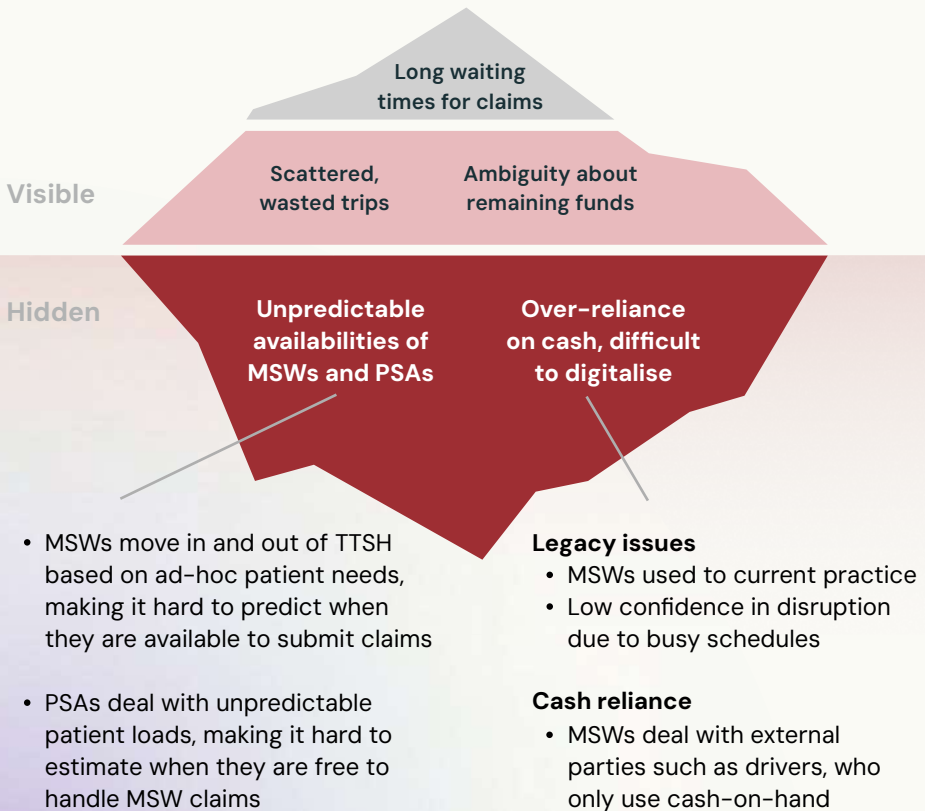 Long waiting
times for claims
Visible
Scattered,
wasted trips
Ambiguity about
remaining funds
Hidden
Unpredictable
availabilities of
MSWs and PSAs
Over-reliance
on cash, difficult
to digitalise
• MSWs move in and out of TTSH
based on ad-hoc patient needs,
making it hard to predict when
they are available to submit claims
• PSAs deal with unpredictable
patient loads, making it hard to
estimate when they are free to
handle MSW claims
Legacy issues
• MSWs used to current practice
• Low confidence in disruption
due to busy schedules
Cash reliance
• MSWs deal with external
parties such as drivers, who
only use cash-on-hand